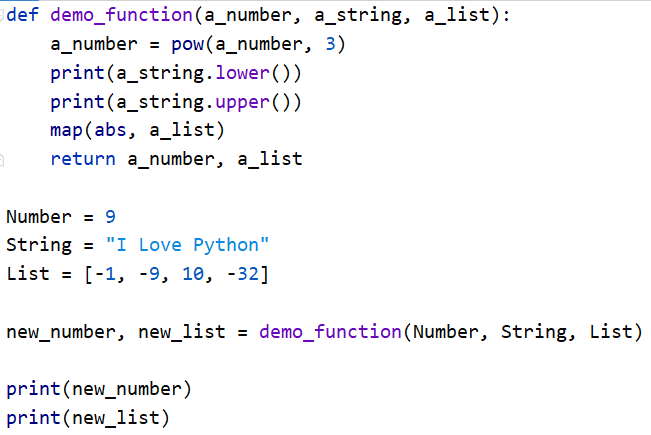 def demo_function(a_number, a_string, a_list):
    a_number = pow(a_number, 3)
    print(a_string.lower())
    print(a_string.upper())
    map(abs, a_list)
    return a_number, a_list

Number = 9
String = "I Love Python"
List = [-1, -9, 10, -32]

new_number, new_list = demo_function(Number, String, List)

print(new_number)
print(new_list)